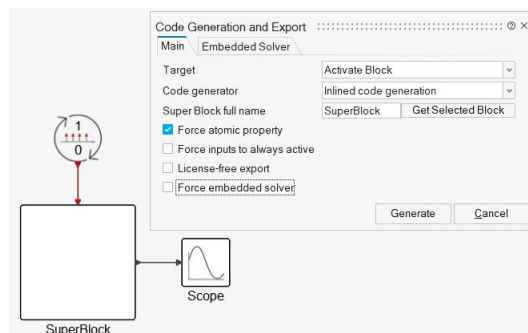 Code Generation and Export
Main Embedded Solver
Target Activate Block
Code generator Inlined code generation
Super Block full name SuperBlock Get Selected Block
Force atomic property
Force inputs to always active
License-free export
Force embedded solver
Generate Cancel
1
0
Scope
SuperBlock